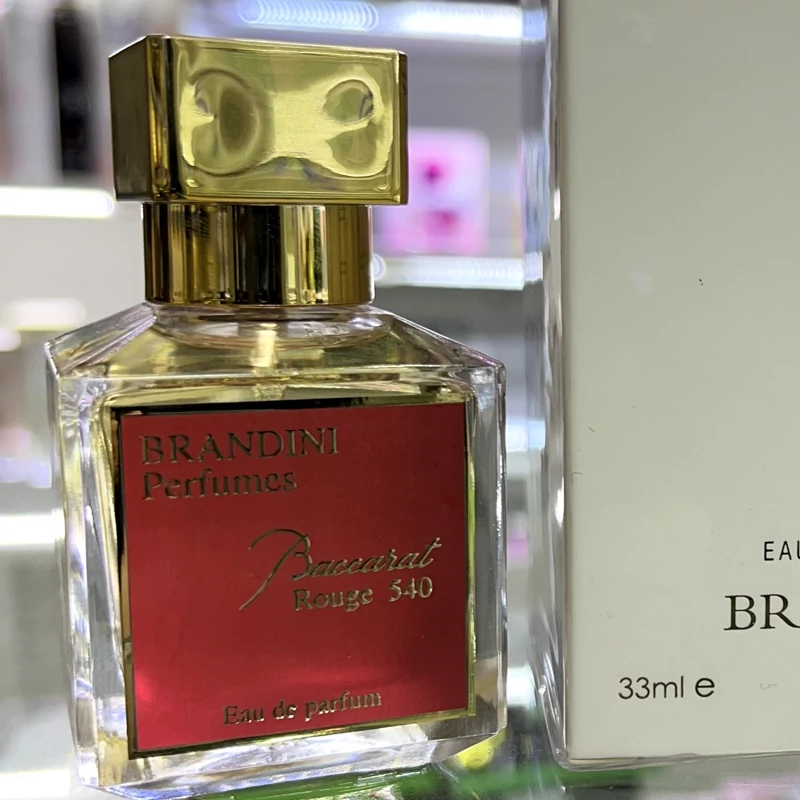 BRANDINI
Perfumes
Baccarat
Rouge 540
Eau de parfum
EAU
BR
33ml e